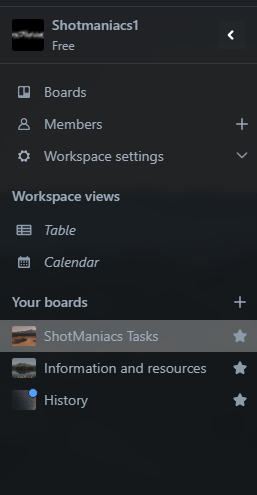 Shotmaniacs1
Free
Boards
Members
Workspace settings
Workspace views
Table
Calendar
Your boards
ShotManiacs Tasks
Information and resources
History